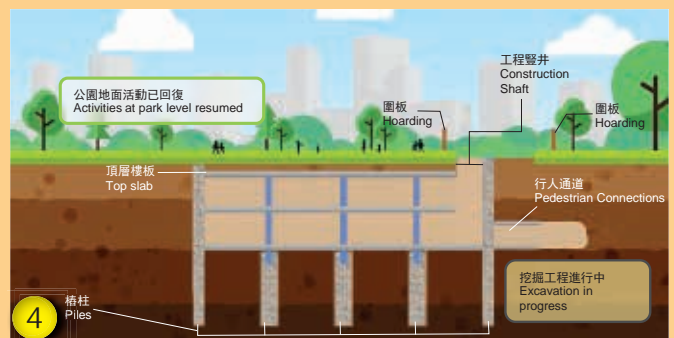 工程豎井
Construction
Shaft
公園地面活動已回復
Activities at park level resumed
圍板
Hoarding
圍板
Hoarding
頂層樓板
Top slab
行人通道
Pedestrian Connections
挖掘工程進行中
Excavation in
progress
4
樁柱
Piles